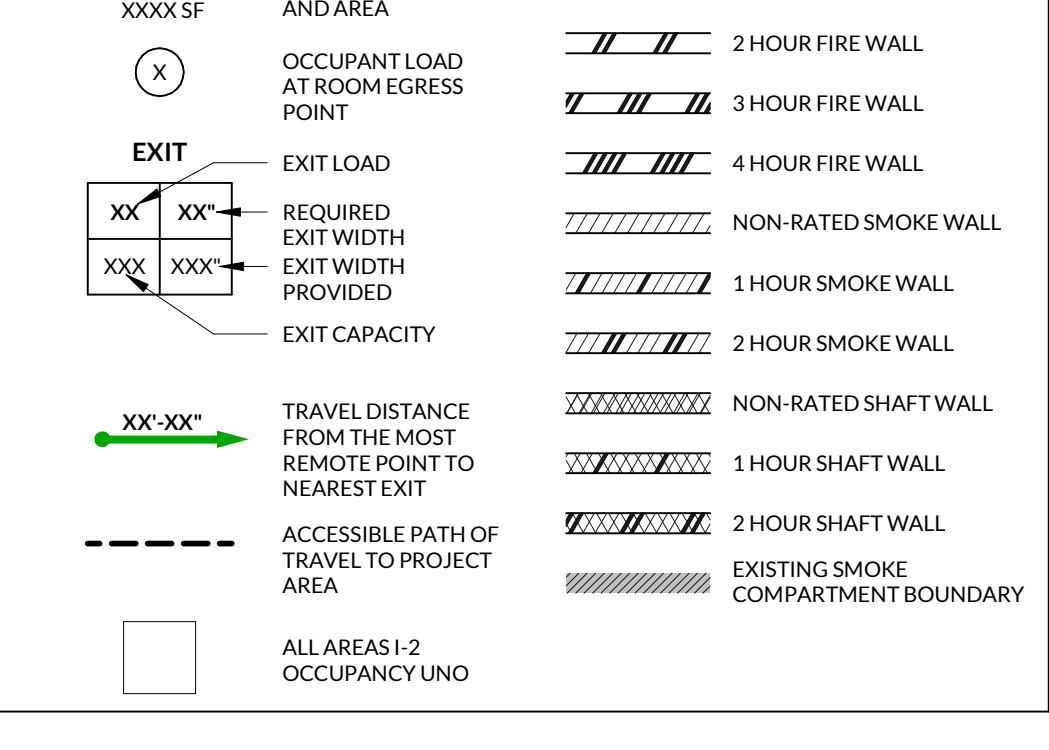 XXXX SF
AND AREA
X
OCCUPANT LOAD
AT ROOM EGRESS
POINT
EXIT
XX
XX"
XXX
XXX"
EXIT LOAD
REQUIRED
EXIT WIDTH
EXIT WIDTH
PROVIDED
EXIT CAPACITY
XX'-XX"
TRAVEL DISTANCE
FROM THE MOST
REMOTE POINT TO
NEAREST EXIT
ACCESSIBLE PATH OF
TRAVEL TO PROJECT
AREA
ALL AREAS I-2
OCCUPANCY UNO
2 HOUR FIRE WALL
3 HOUR FIRE WALL
4 HOUR FIRE WALL
NON-RATED SMOKE WALL
1 HOUR SMOKE WALL
2 HOUR SMOKE WALL
NON-RATED SHAFT WALL
1 HOUR SHAFT WALL
2 HOUR SHAFT WALL
EXISTING SMOKE
COMPARTMENT BOUNDARY